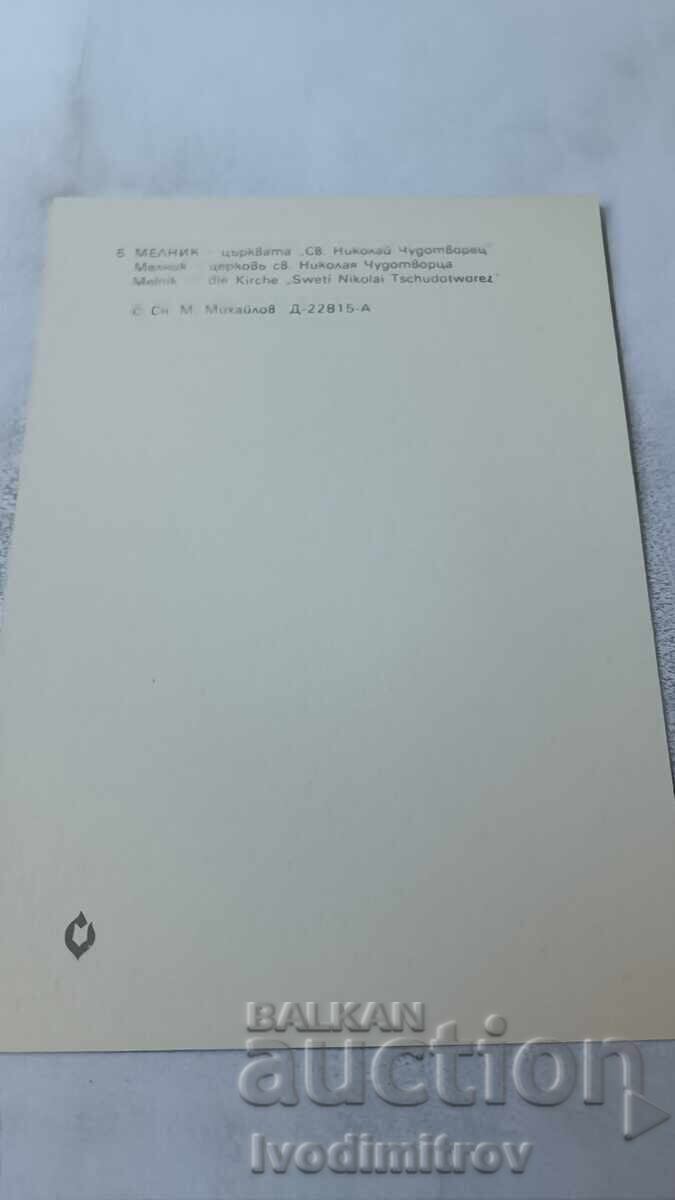 5 МЕЛНИК - църквата „Св. Николай Чудотворец"
Мелник - церковь св. Николая Чудотворца
Melnik - die Kirche „Sweti Nikolai Tschudotwarez"
© Сн. М. Михайлов Д-22815-А
BALKAN
auction
Ivodimitrov